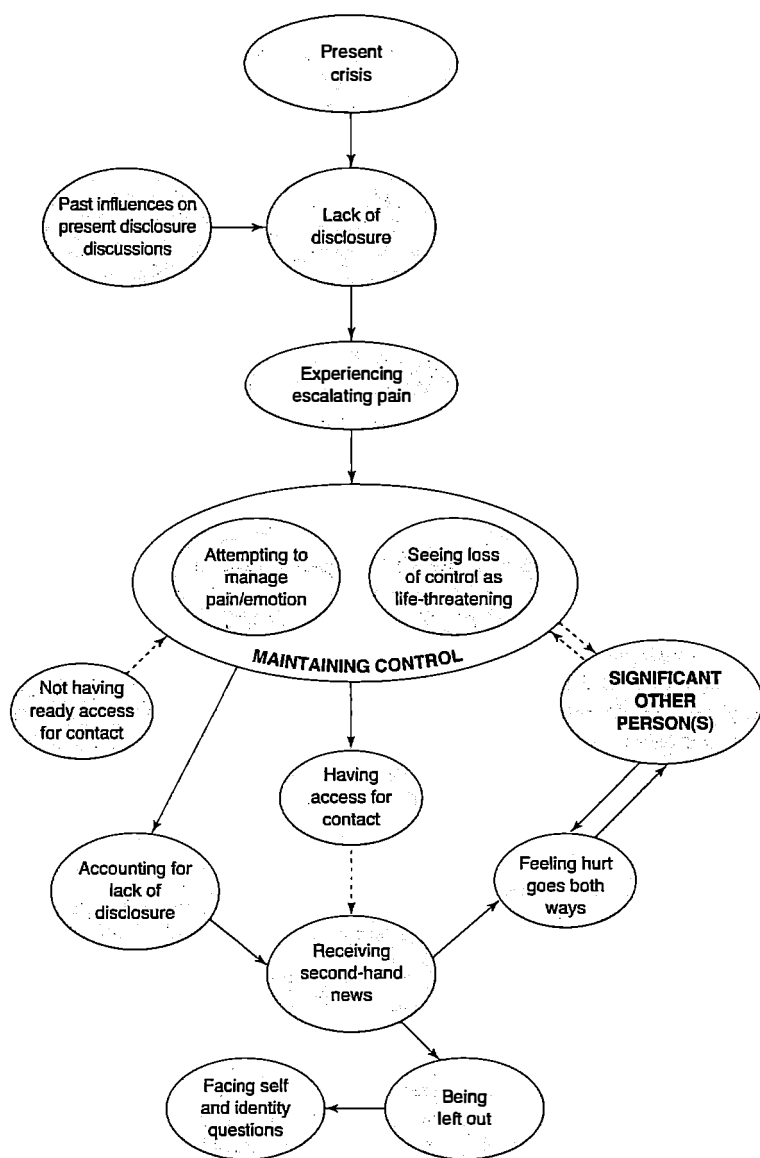 Present
crisis
Past influences on
present disclosure
discussions
Lack of
disclosure
Experiencing
escalating pain
Attempting to
manage
pain/emotion
Seeing loss
of control as
life-threatening
MAINTAINING CONTROL
Not having
ready access
for contact
SIGNIFICANT
OTHER
PERSON(S)
Having
access for
contact
Accounting for
lack of
disclosure
Feeling hurt
goes both
ways
Receiving
second-hand
news
Facing self
and identity
questions
Being
left out